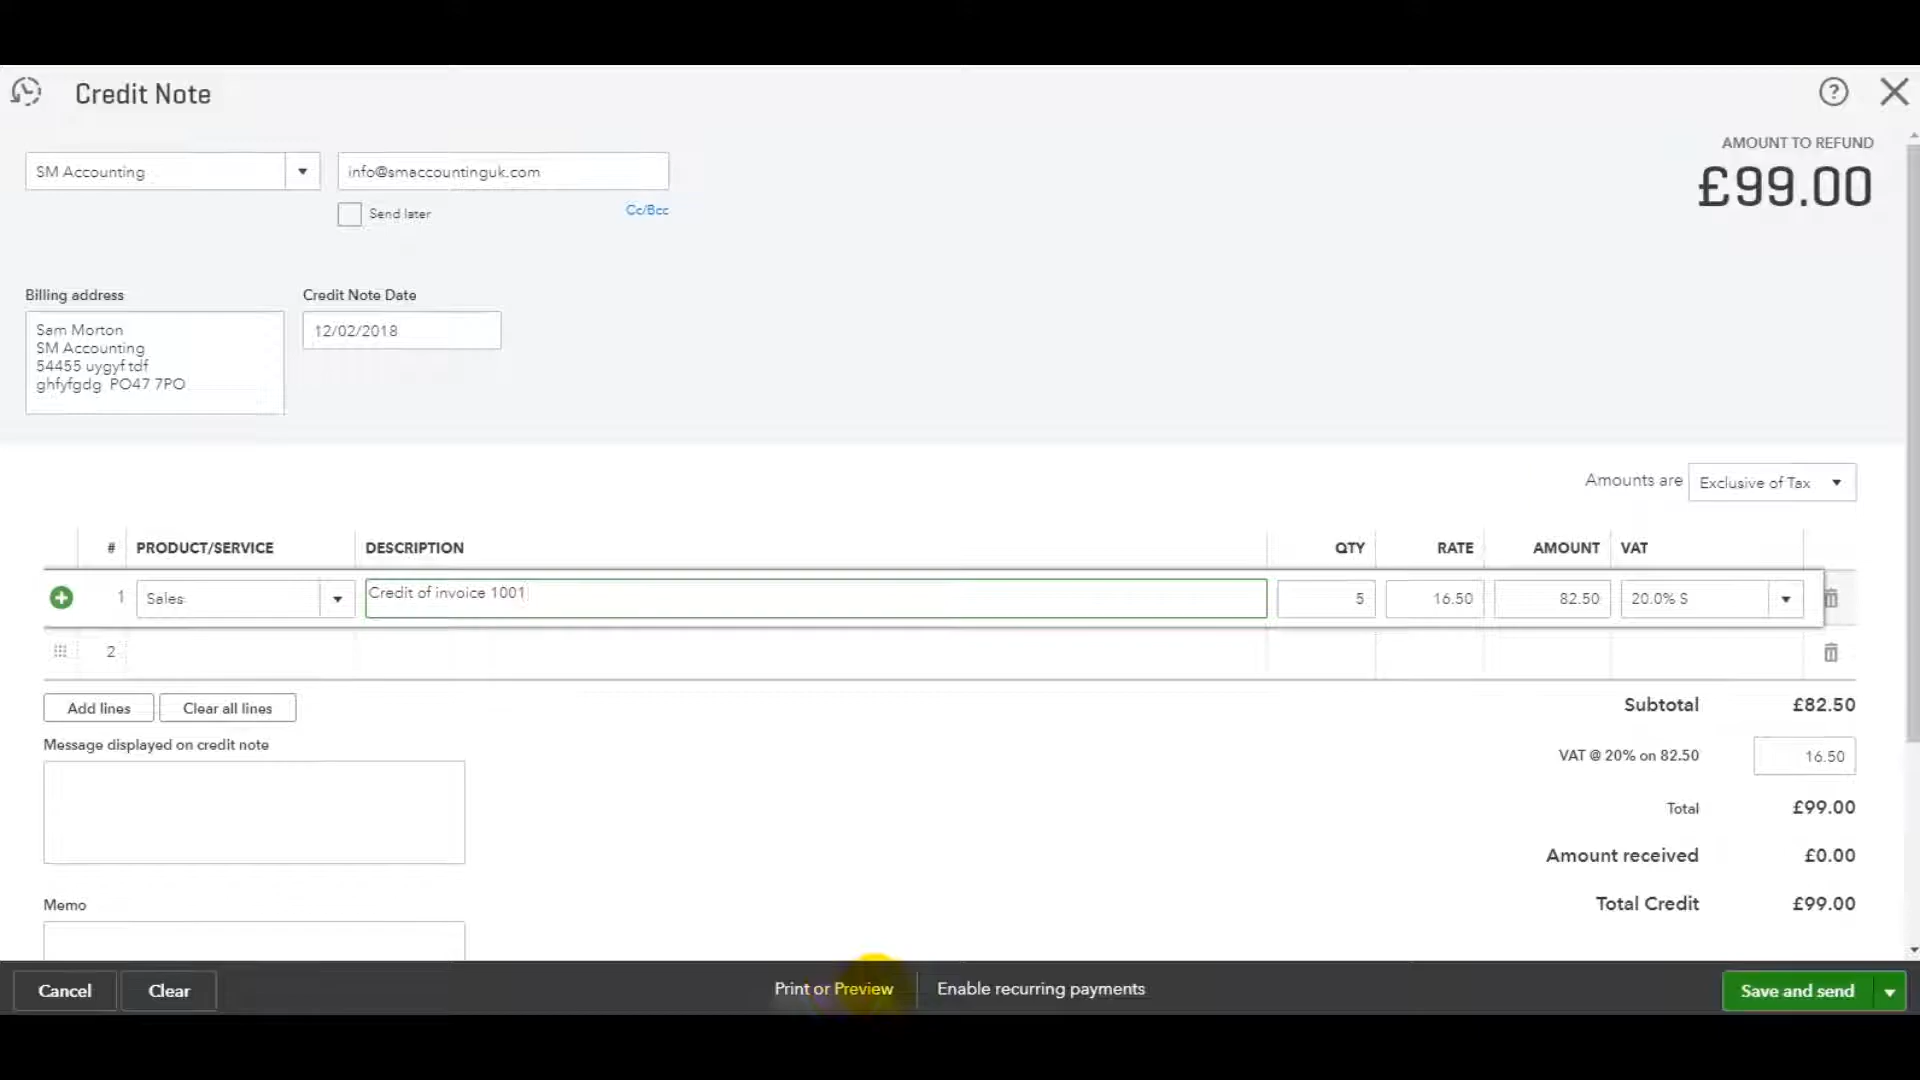 Credit Note
?
AMOUNT TO REFUND
£99.00
SM Accounting
info@smaccountinguk.com
Send later
Cc/Bcc
Billing address
Credit Note Date
Sam Morton
SM Accounting
54455 uygyf tdf
ghfyfgdg PO47 7PO
12/02/2018
Amounts are Exclusive of Tax
# PRODUCT/SERVICE DESCRIPTION QTY RATE AMOUNT VAT
1 Sales Credit of invoice 1001 5 16.50 82.50 20.0% S
2
Add lines Clear all lines
Subtotal £82.50
Message displayed on credit note
VAT @ 20% on 82.50 16.50
Total £99.00
Amount received £0.00
Memo
Total Credit £99.00
Cancel Clear Print or Preview Enable recurring payments Save and send